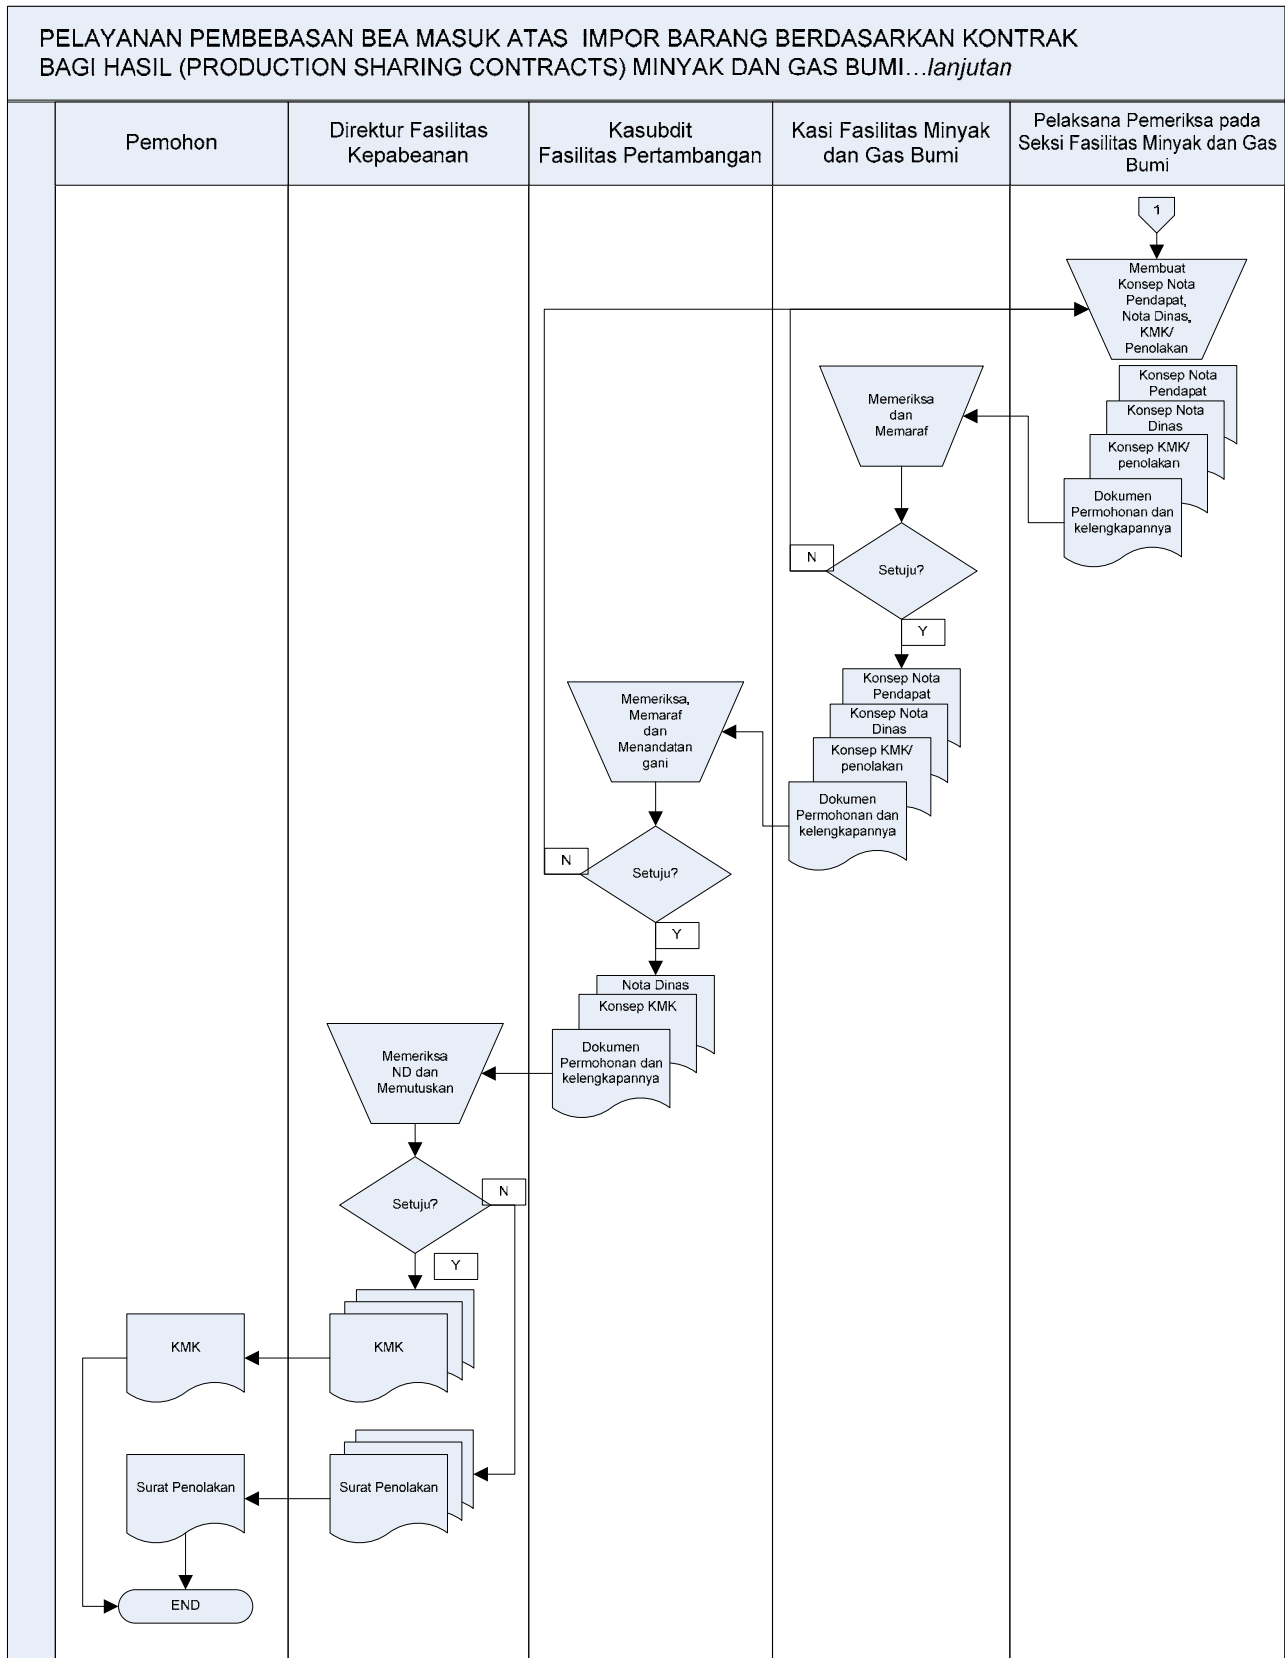 PELAYANAN PEMBEBASAN BEA MASUK ATAS IMPOR BARANG BERDASARKAN KONTRAK
BAGI HASIL (PRODUCTION SHARING CONTRACTS) MINYAK DAN GAS BUMI...lanjutan
Pemohon
Direktur Fasilitas
Kepabeanan
Kasubdit
Fasilitas Pertambangan
Kasi Fasilitas Minyak
dan Gas Bumi
Pelaksana Pemeriksa pada
Seksi Fasilitas Minyak dan Gas
Bumi
1
Membuat
Konsep Nota
Pendapat,
Nota Dinas,
KMK/
Penolakan
Konsep Nota
Pendapat
Konsep Nota
Dinas
Konsep KMK/
penolakan
Dokumen
Permohonan dan
kelengkapannya
Memeriksa
dan
Memaraf
Setuju?
N
Y
Konsep Nota
Pendapat
Konsep Nota
Dinas
Konsep KMK/
penolakan
Dokumen
Permohonan dan
kelengkapannya
Memeriksa,
Memaraf
dan
Menandatan
gani
Setuju?
N
Y
Nota Dinas
Konsep KMK
Dokumen
Permohonan dan
kelengkapannya
Memeriksa
ND dan
Memutuskan
Setuju?
N
Y
KMK
KMK
Surat Penolakan
Surat Penolakan
END